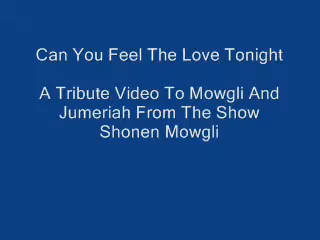 Can You Feel The Love Tonight
A Tribute Video To Mowgli And
Jumeriah From The Show
Shonen Mowgli